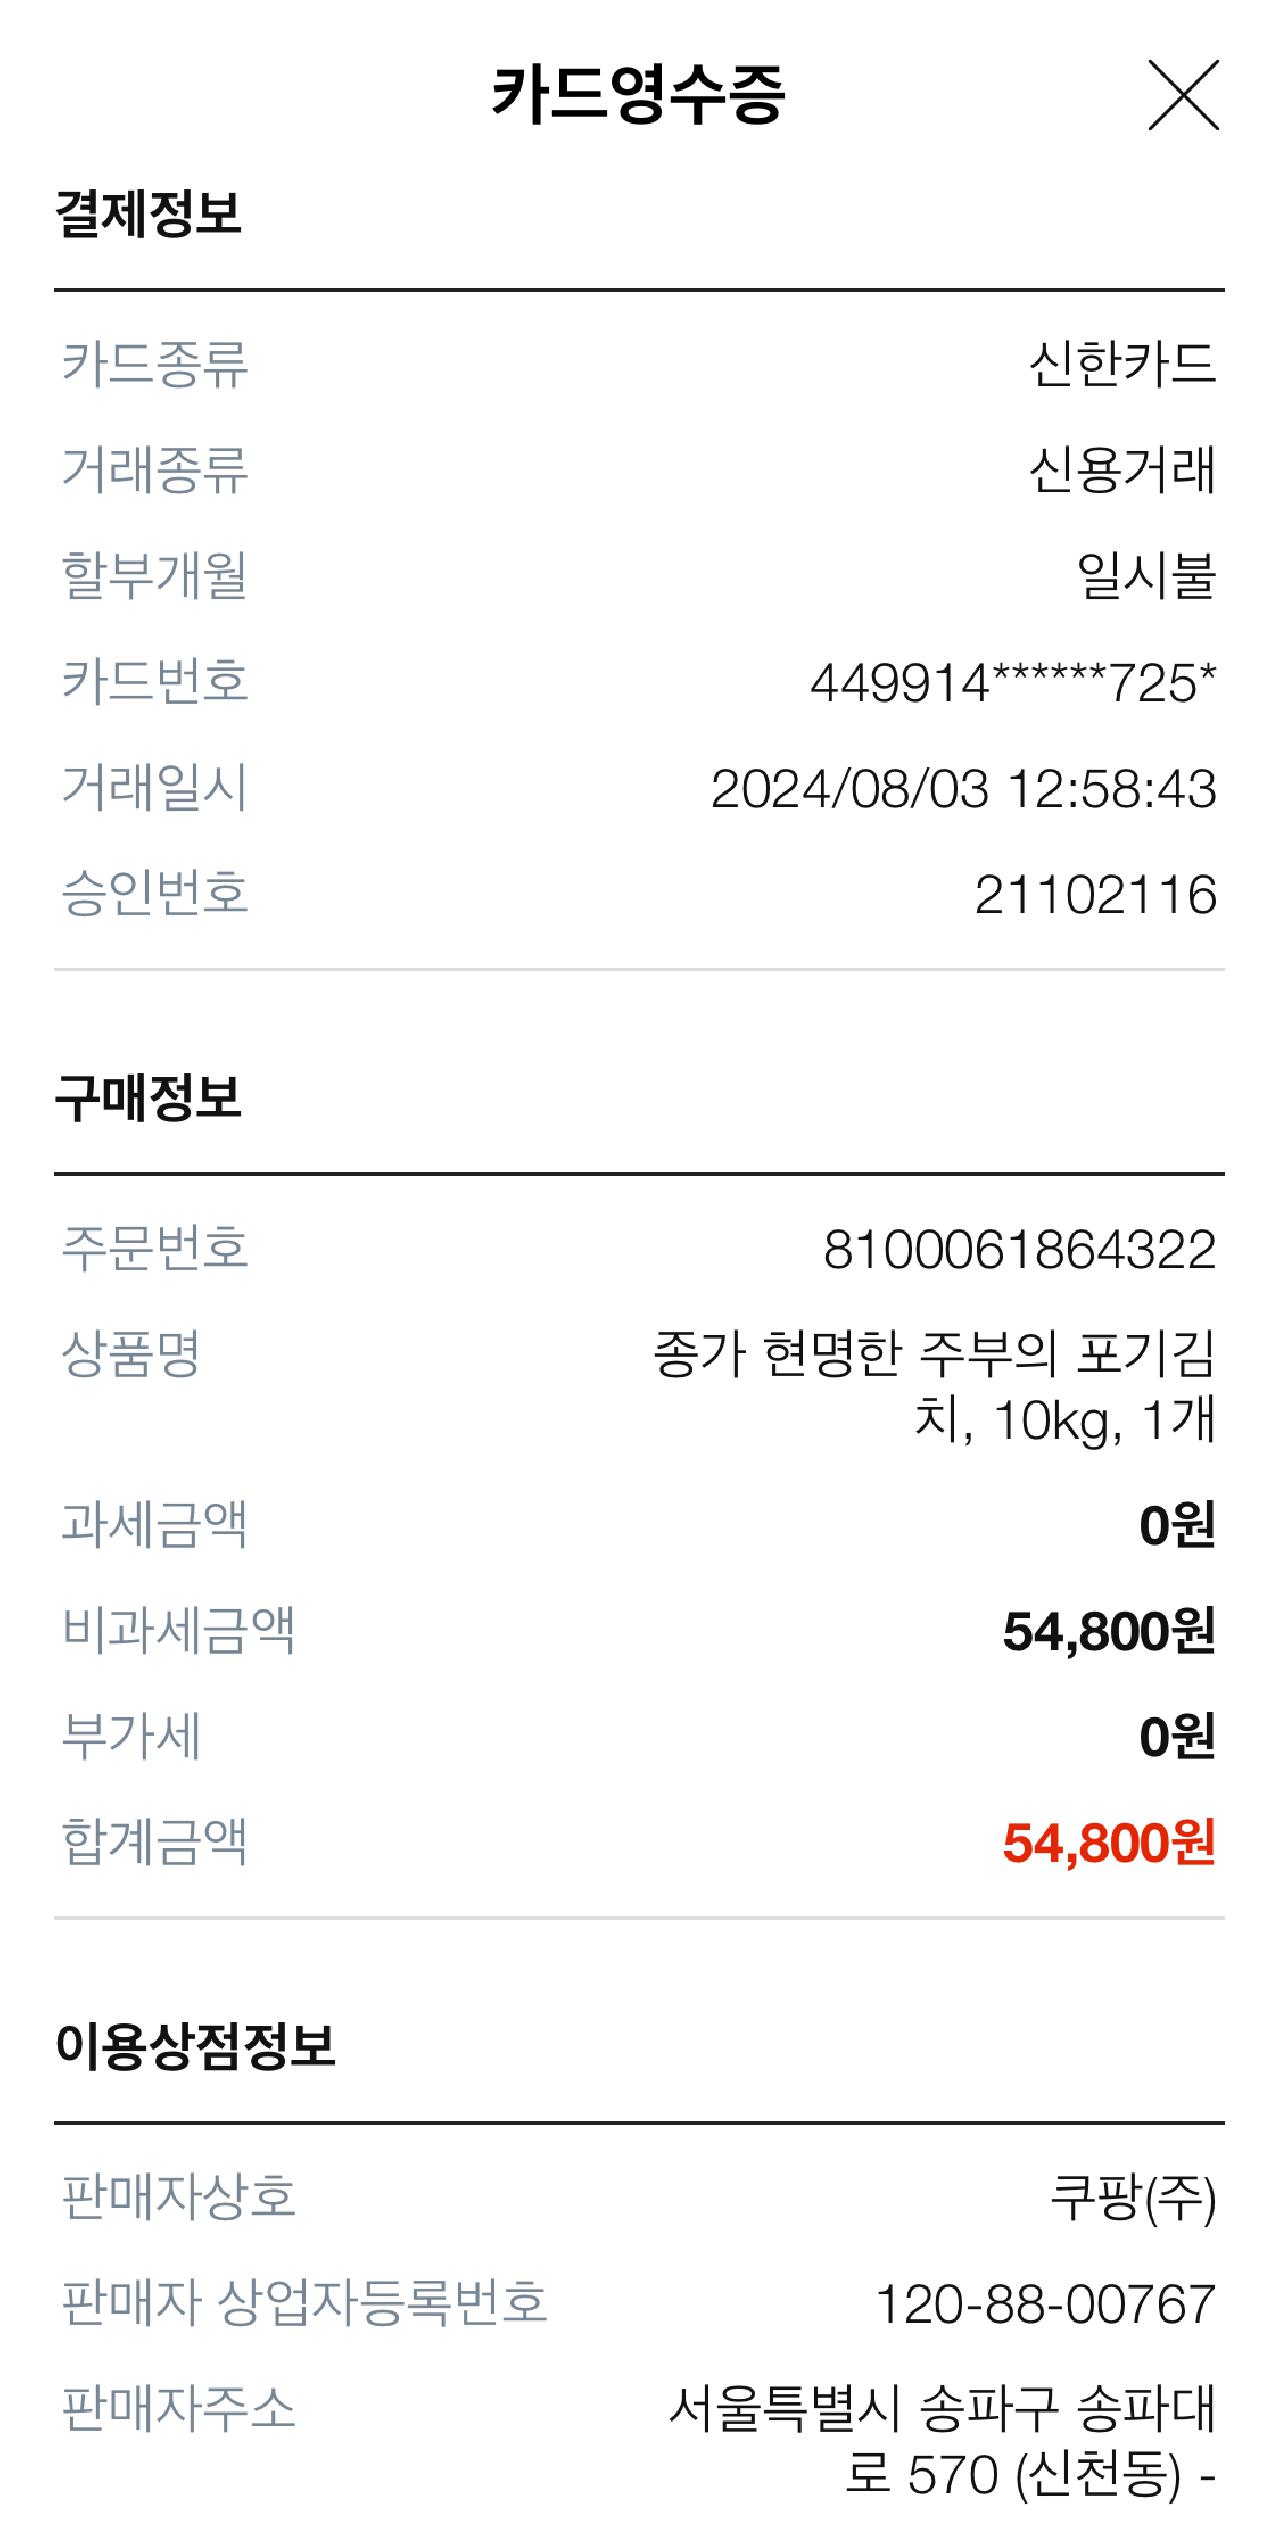 카드영수증
결제정보
카드종류 신한카드
거래종류 신용거래
할부개월 일시불
카드번호 449914******725*
거래일시 2024/08/03 12:58:43
승인번호 21102116
구매정보
주문번호 8100061864322
상품명 종가 현명한 주부의 포기김
치, 10kg, 1개
과세금액 0원
비과세금액 54,800원
부가세 0원
합계금액 54,800원
이용상점정보
판매자상호 쿠팡(주)
판매자 상업자등록번호 120-88-00767
판매자주소 서울특별시 송파구 송파대
로 570 (신천동) -